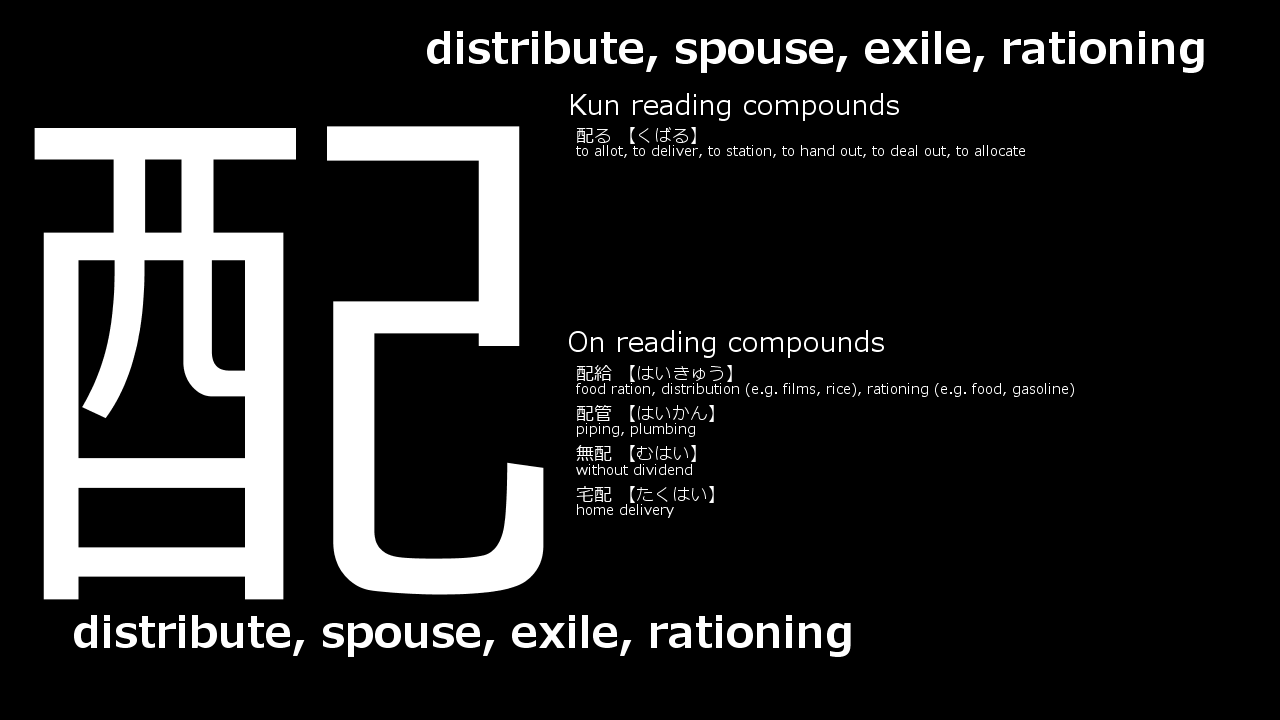 distribute, spouse, exile, rationing
配
Kun reading compounds
配る 【くばる】
to allot, to deliver, to station, to hand out, to deal out, to allocate
On reading compounds
配給 【はいきゅう】
food ration, distribution (e.g. films, rice), rationing (e.g. food, gasoline)
配管 【はいかん】
piping, plumbing
無配 【むはい】
without dividend
宅配 【たくはい】
home delivery
distribute, spouse, exile, rationing